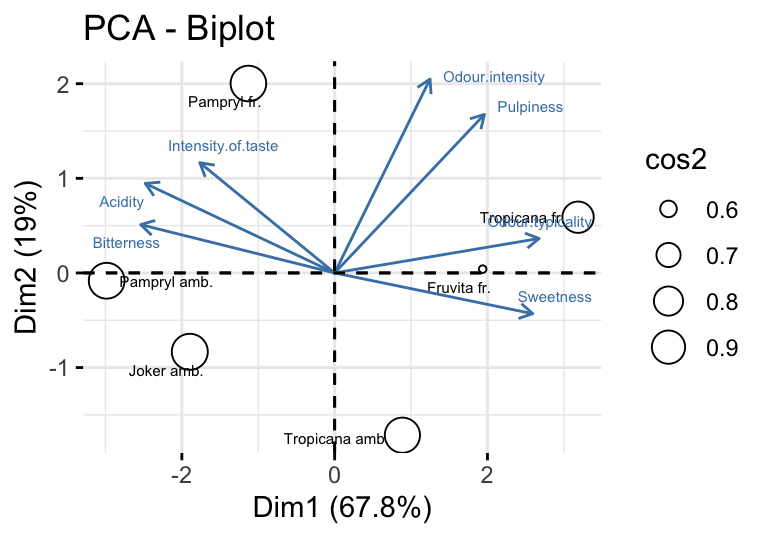 PCA - Biplot
Dim2 (19%)
2
1
0
-1
Pampryl fr.
Odour.intensity
Pulpiness
Intensity.of.taste
Acidity
Tropicana fr.
Odour.typicality
Bitterness
Pampryl amb.
Fruvita fr.
Sweetness
Joker amb.
Tropicana amb.
-2
0
2
Dim1 (67.8%)
cos2
0.6
0.7
0.8
0.9